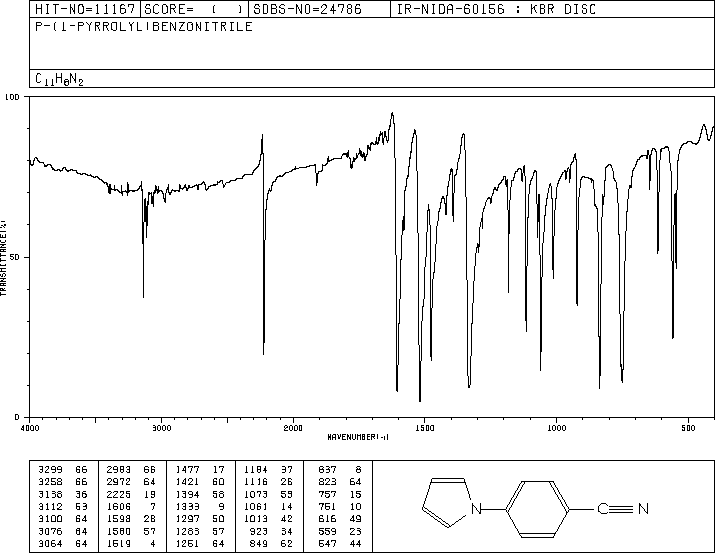 HIT-NO=11167 SCORE= ( ) SDBS-NO=24786 IR-NIDA-60156 : KBR DISC
P-(1-PYRROLYL)BENZONITRILE
C11H8N2
100
50
0
TRANSMITTANCE(%)
4000 3000 2000 1500 1000 500
WAVENUMBER(-1)
3299 66 2983 66 1477 17 1184 37 837 8
3258 66 2972 64 1421 60 1116 26 823 64
3138 36 2225 19 1394 58 1073 55 757 15
3112 53 1606 7 1333 9 1061 14 751 10
3100 64 1598 26 1297 50 1013 42 616 49
3076 64 1580 57 1283 57 923 34 559 23
3064 64 1519 4 1251 64 849 62 547 44
N C N